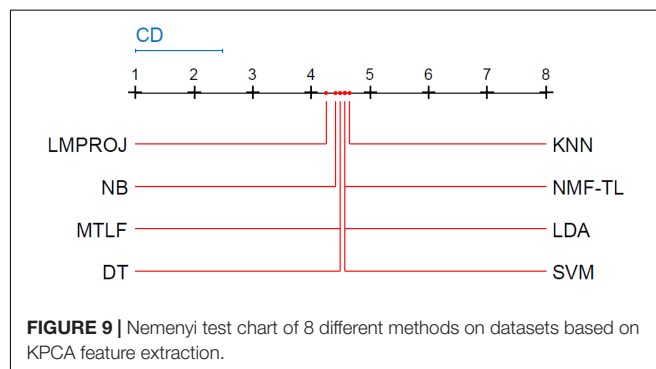 CD
1 2 3 4 5 6 7 8
LMPROJ KNN
NB NMF-TL
MTLF LDA
DT SVM
FIGURE 9 | Nemenyi test chart of 8 different methods on datasets based on
KPCA feature extraction.